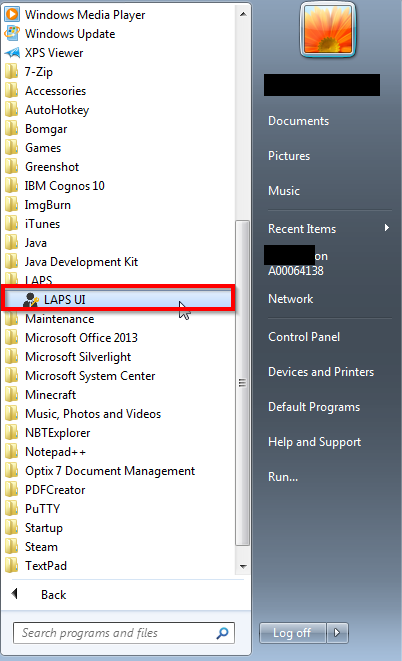 Windows Media Player
Windows Update
XPS Viewer
7-Zip
Accessories
AutoHotkey
Bomgar
Games
Greenshot
IBM Cognos 10
ImgBurn
iTunes
Java
Java Development Kit
LAPS
LAPS UI
Maintenance
Microsoft Office 2013
Microsoft Silverlight
Microsoft System Center
Minecraft
Music, Photos and Videos
NBTExplorer
Notepad++
Optix 7 Document Management
PDFCreator
PuTTY
Startup
Steam
TextPad
Back
Search programs and files
Documents
Pictures
Music
Recent Items
on
A00064138
Network
Control Panel
Devices and Printers
Default Programs
Help and Support
Run...
Log off